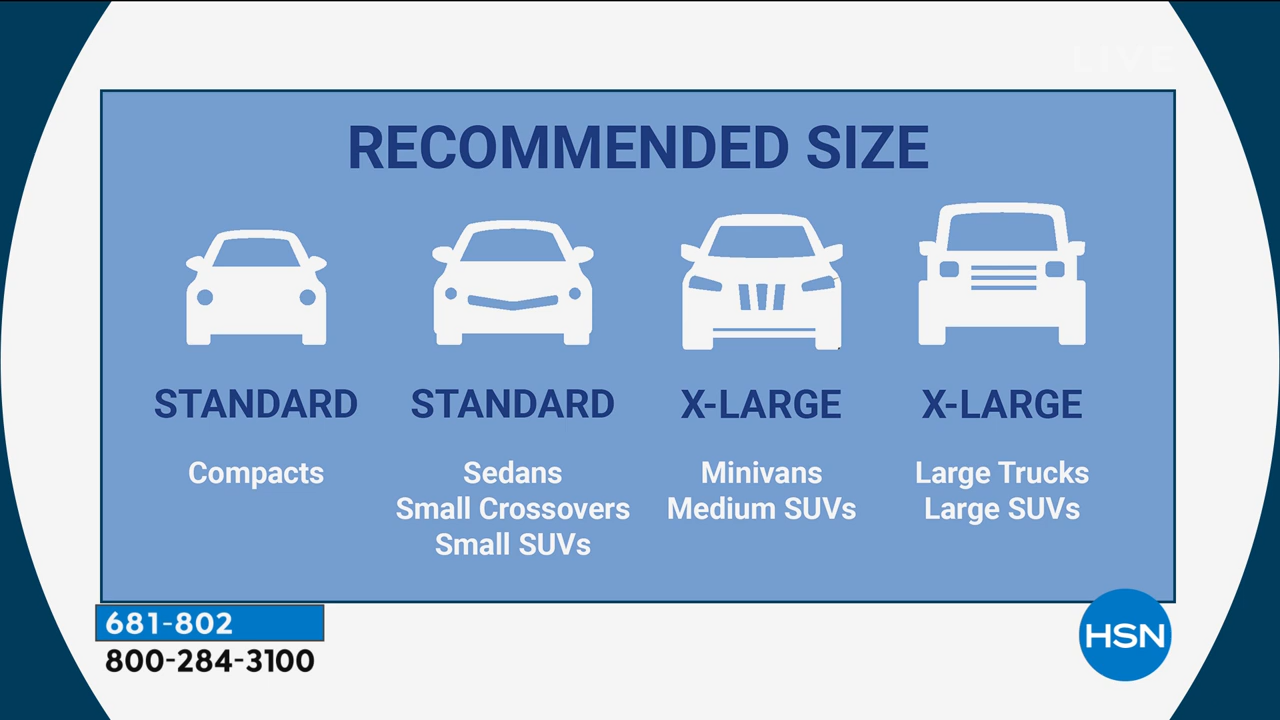 LIVE
RECOMMENDED SIZE
STANDARD
Compacts
STANDARD
Sedans
Small Crossovers
Small SUVs
X-LARGE
Minivans
Medium SUVs
X-LARGE
Large Trucks
Large SUVs
681-802
800-284-3100
HSN